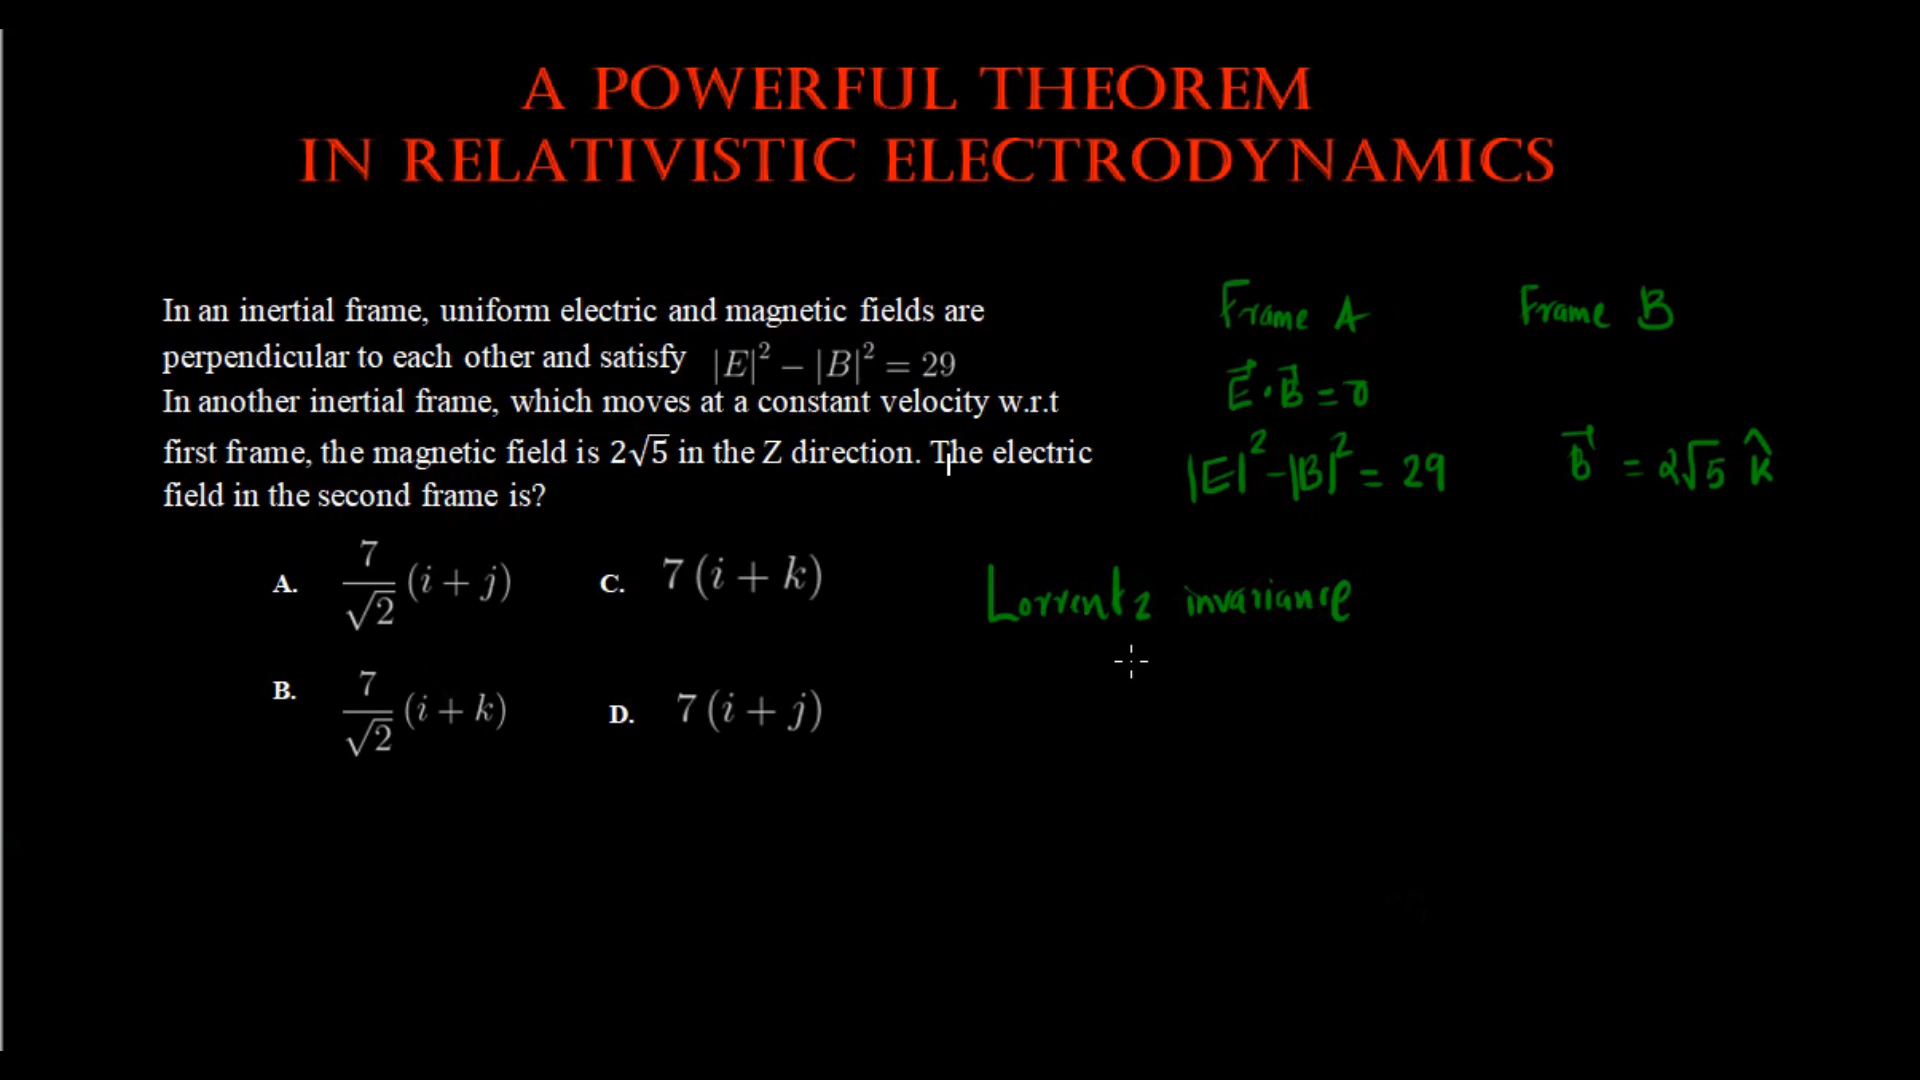 A POWERFUL THEOREM
IN RELATIVISTIC ELECTRODYNAMICS
In an inertial frame, uniform electric and magnetic fields are
perpendicular to each other and satisfy |E|² − |B|² = 29
In another inertial frame, which moves at a constant velocity w.r.t
first frame, the magnetic field is 2√5 in the Z direction. The electric
field in the second frame is?
A. 7/√2 (i + j)
C. 7 (i + k)
B. 7/√2 (i + k)
D. 7 (i + j)
Frame A
Frame B
E⃗ · B⃗ = 0
|E|² − |B|² = 29
B⃗ = 2√5 k̂
Lorrentz invariance